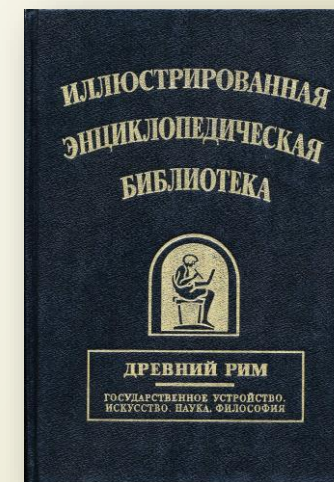 ИЛЛЮСТРИРОВАННАЯ
ЭНЦИКЛОПЕДИЧЕСКАЯ
БИБЛИОТЕКА
ДРЕВНИЙ РИМ
ГОСУДАРСТВЕННОЕ УСТРОЙСТВО.
ИСКУССТВО. НАУКА. ФИЛОСОФИЯ